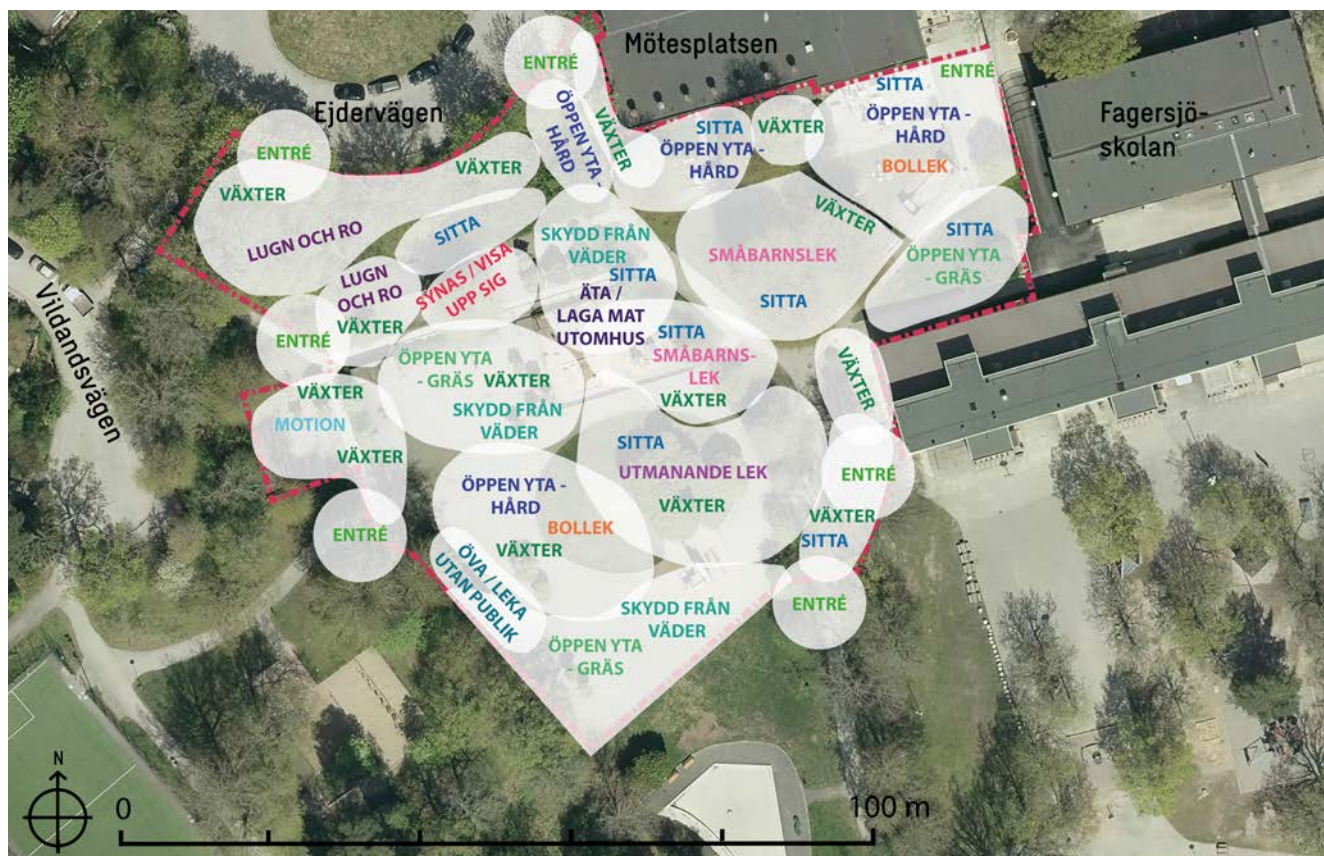 Mötesplatsen
ENTRÉ
ENTRÉ
SITTA
Ejdervägen
ÖPPEN YTA -
HÅRD
VÄXTER
SITTA
VÄXTER
ÖPPEN YTA -
HÅRD
Fagersjö-
skolan
ÖPPEN YTA -
HÅRD
BOLLEK
ENTRÉ
VÄXTER
VÄXTER
LUGN OCH RO
SITTA
SKYDD FRÅN
VÄDER
SITTA
SMÅBARNSLEK
VÄXTER
SITTA
SITTA
ÖPPEN YTA
- GRÄS
LUGN
OCH RO
VÄXTER
SYNAS / VISA
UPP SIG
ÄTA /
LAGA MAT
UTOMHUS
SITTA
SMÅBARNS-
LEK
VÄXTER
Vildandsvägen
ENTRÉ
VÄXTER
ÖPPEN YTA
- GRÄS
VÄXTER
SKYDD FRÅN
VÄDER
VÄXTER
MOTION
VÄXTER
SITTA
UTMANANDE LEK
VÄXTER
ENTRÉ
ÖPPEN YTA -
HÅRD
BOLLEK
VÄXTER
VÄXTER
SITTA
ENTRÉ
ÖVA / LEKA
UTAN PUBLIK
SKYDD FRÅN
VÄDER
ENTRÉ
ÖPPEN YTA
- GRÄS
N
0
100 m